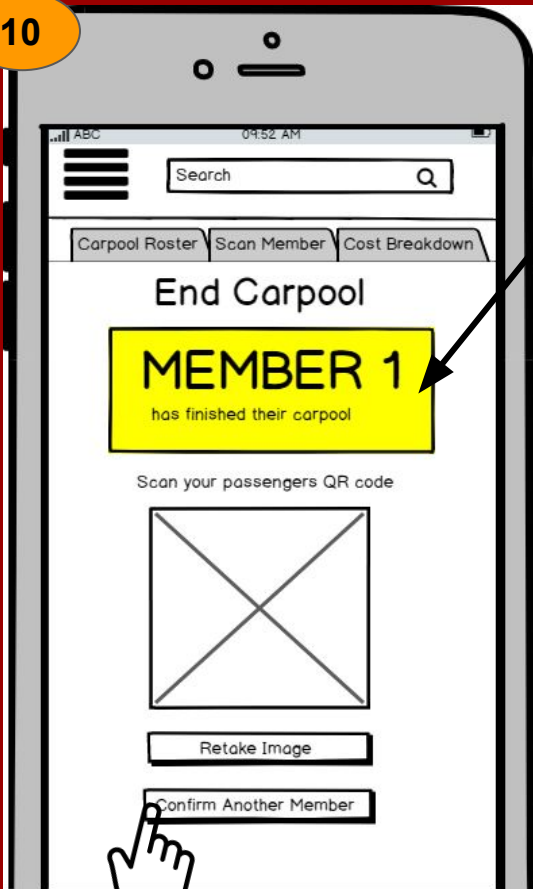 10
ABC 09:52 AM
Search
Carpool Roster Scan Member Cost Breakdown
End Carpool
MEMBER 1
has finished their carpool
Scan your passengers QR code
Retake Image
Confirm Another Member